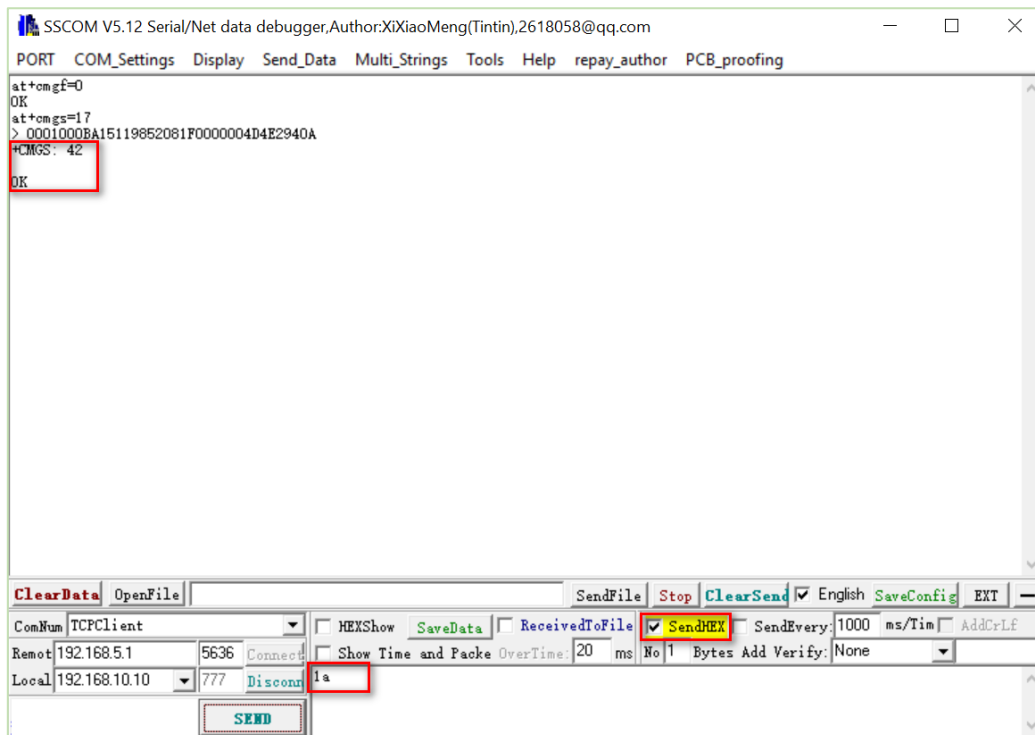 SSCOM V5.12 Serial/Net data debugger,Author:XiXiaoMeng(Tintin),2618058@qq.com
PORT COM_Settings Display Send_Data Multi_Strings Tools Help repay_author PCB_proofing
at+cmgf=0
OK
at+cmgs=17
> 0001000BA15119852081F0000004D4E2940A
+CMGS: 42
OK
ClearData OpenFile SendFile Stop ClearSend English SaveConfig EXT
ComNum TCPClient HEXShow SaveData ReceivedToFile SendHEX SendEvery: 1000 ms/Tim AddCrLf
Remot 192.168.5.1 5636 Connect Show Time and Packe OverTime: 20 ms No 1 Bytes Add Verify: None
Local 192.168.10.10 777 Disconn 1a
SEND